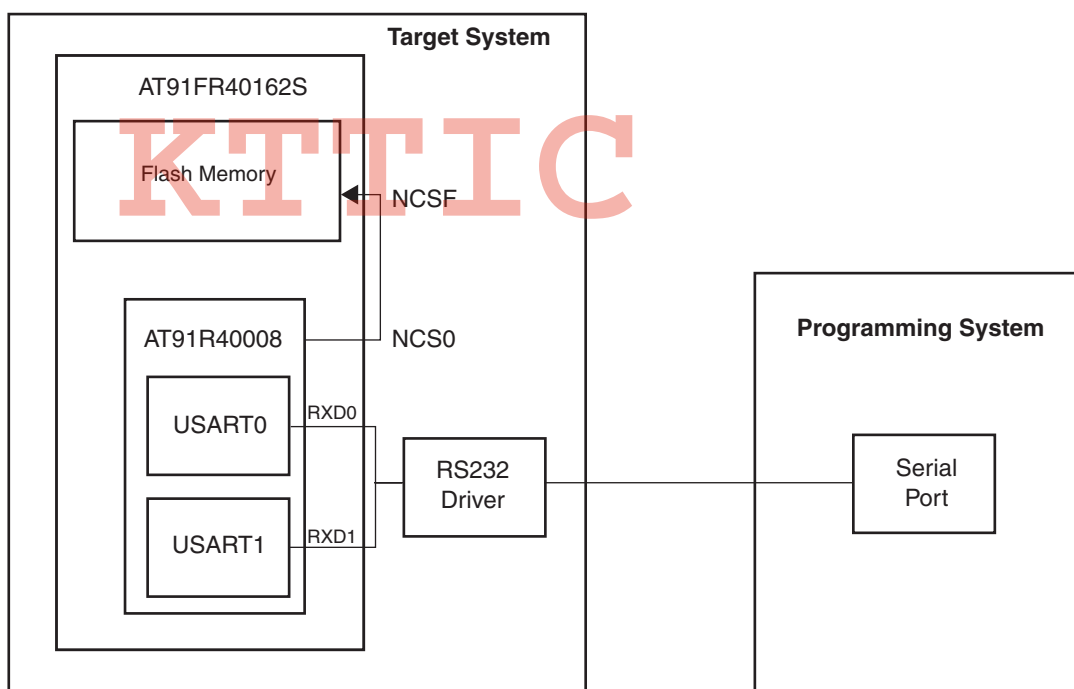 Target System
AT91FR40162S
KTTIC
Flash Memory
NCSF
AT91R40008
NCS0
Programming System
USART0
RXD0
RS232
Driver
Serial
Port
USART1
RXD1